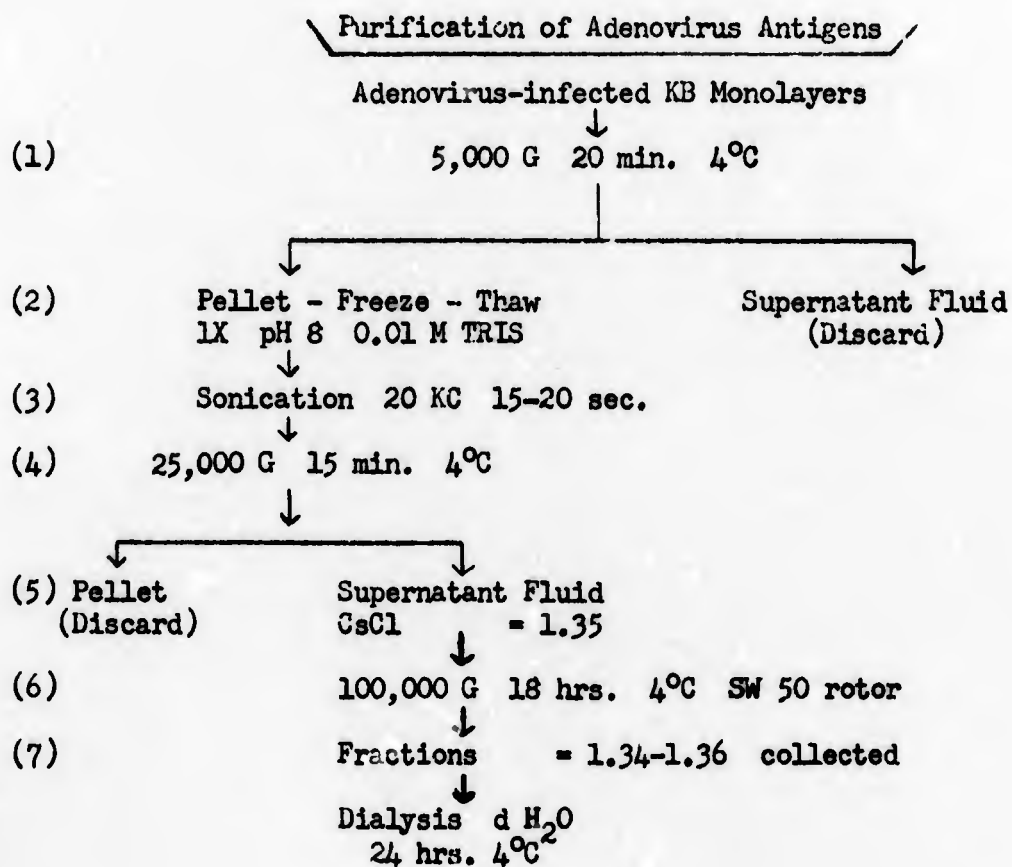 Purification of Adenovirus Antigens
Adenovirus-infected KB Monolayers
(1) 5,000 G 20 min. 4°C
(2) Pellet - Freeze - Thaw Supernatant Fluid
1X pH 8 0.01 M TRIS (Discard)
(3) Sonication 20 KC 15-20 sec.
(4) 25,000 G 15 min. 4°C
(5) Pellet Supernatant Fluid
(Discard) CsCl = 1.35
(6) 100,000 G 18 hrs. 4°C SW 50 rotor
(7) Fractions = 1.34-1.36 collected
Dialysis d H₂O
24 hrs. 4°C